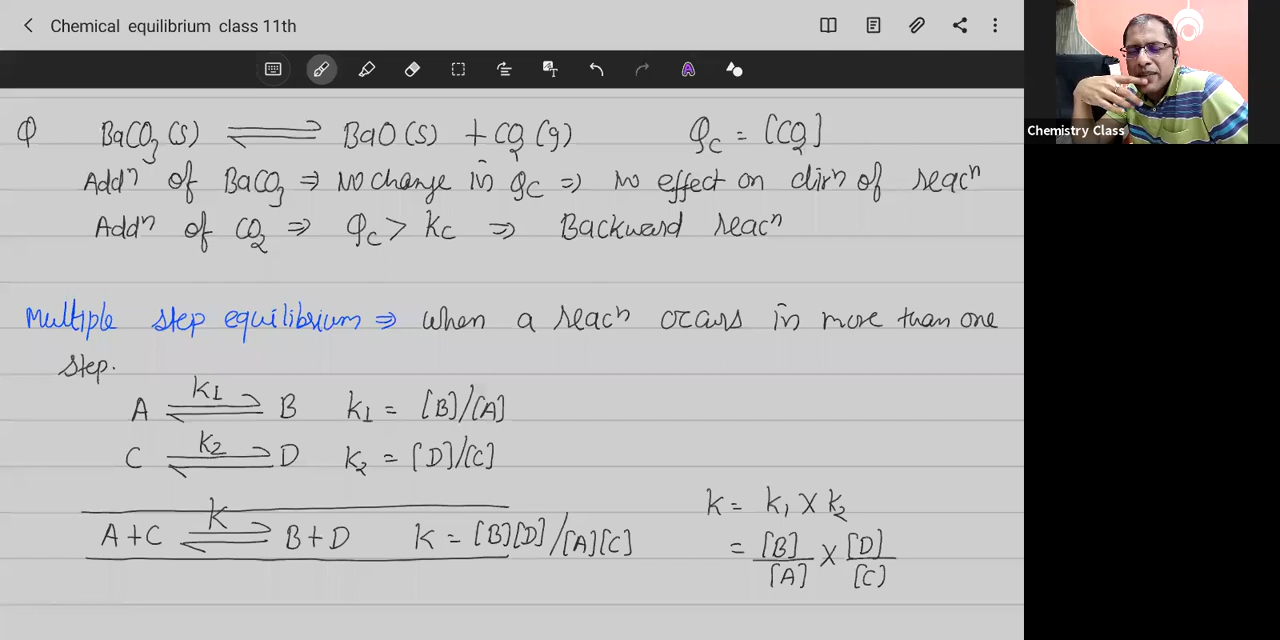 Chemical equilibrium class 11th
Chemistry Class
Q BaCO3(s) ⇌ BaO(s) + CO2(g) Qc = [CO2]
Addn of BaCO3 ⇒ No change in Qc ⇒ no effect on dirn of reacn
Addn of CO2 ⇒ Qc > Kc ⇒ Backward reacn
Multiple step equilibrium ⇒ when a reacn occurs in more than one
step.
A ⇌ B K1 K1 = [B]/[A]
C ⇌ D K2 K2 = [D]/[C]
A+C ⇌ B+D K K = [B][D]/[A][C]
K = K1 X K2
= [B]/[A] X [D]/[C]